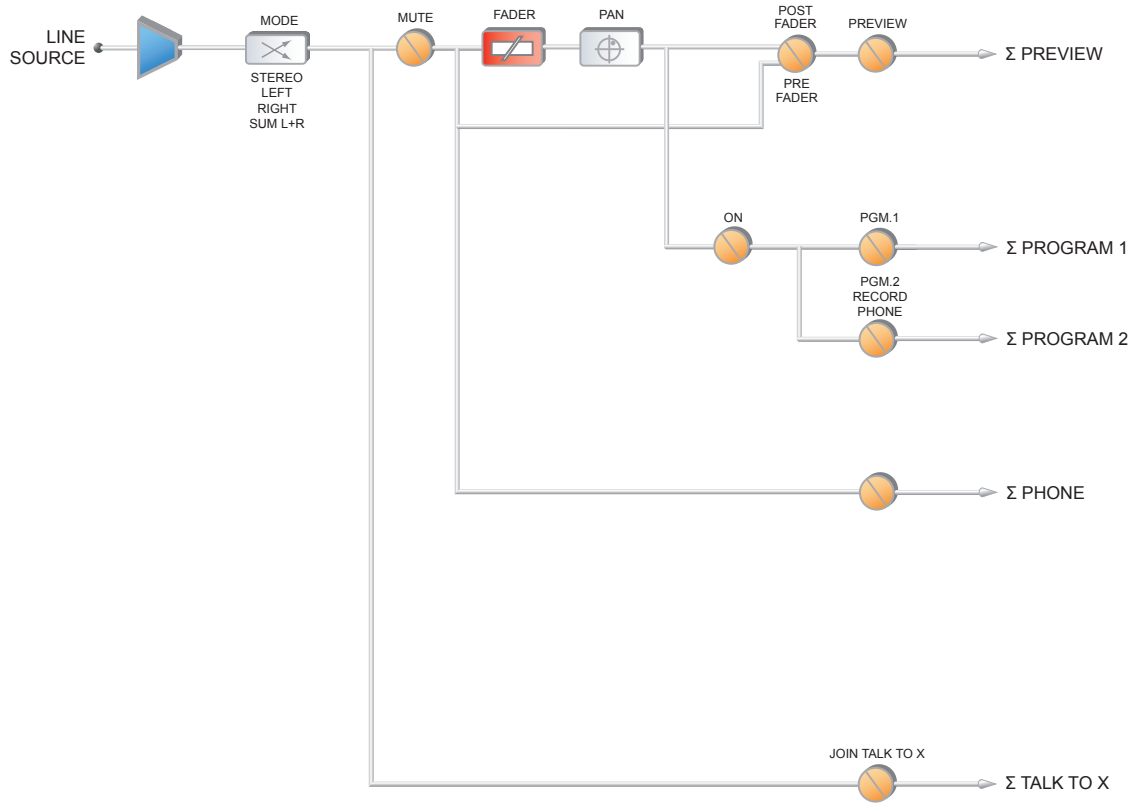 LINE
SOURCE
MODE
STEREO
LEFT
RIGHT
SUM L+R
MUTE
FADER
PAN
POST
FADER
PRE
FADER
PREVIEW
Σ PREVIEW
ON
PGM.1
Σ PROGRAM 1
PGM.2
RECORD
PHONE
Σ PROGRAM 2
Σ PHONE
JOIN TALK TO X
Σ TALK TO X